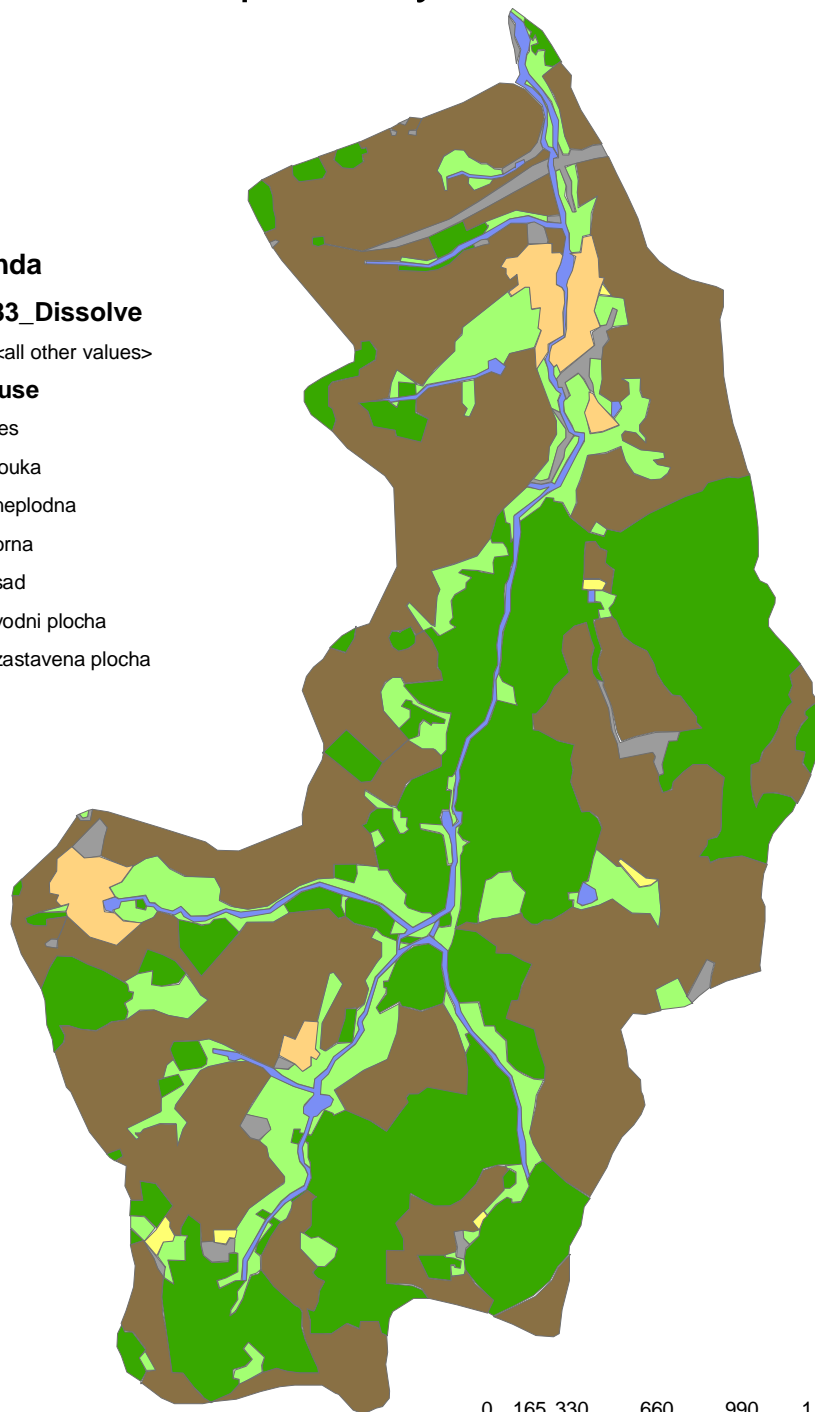 nda
33_Dissolve
<all other values>
use
es
ouka
neplodna
orna
sad
vodni plocha
zastavena plocha
0 165 330 660 990 1